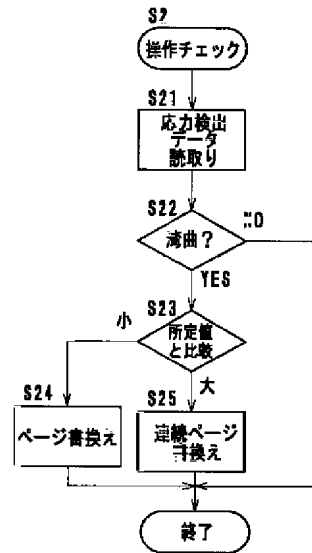 S2
操作チェック
S21
応力検出
データ
読取り
S22
湾曲？
NO
YES
S23
所定値
と比較
小
大
S24
ページ書換え
S25
連続ページ
書換え
終了